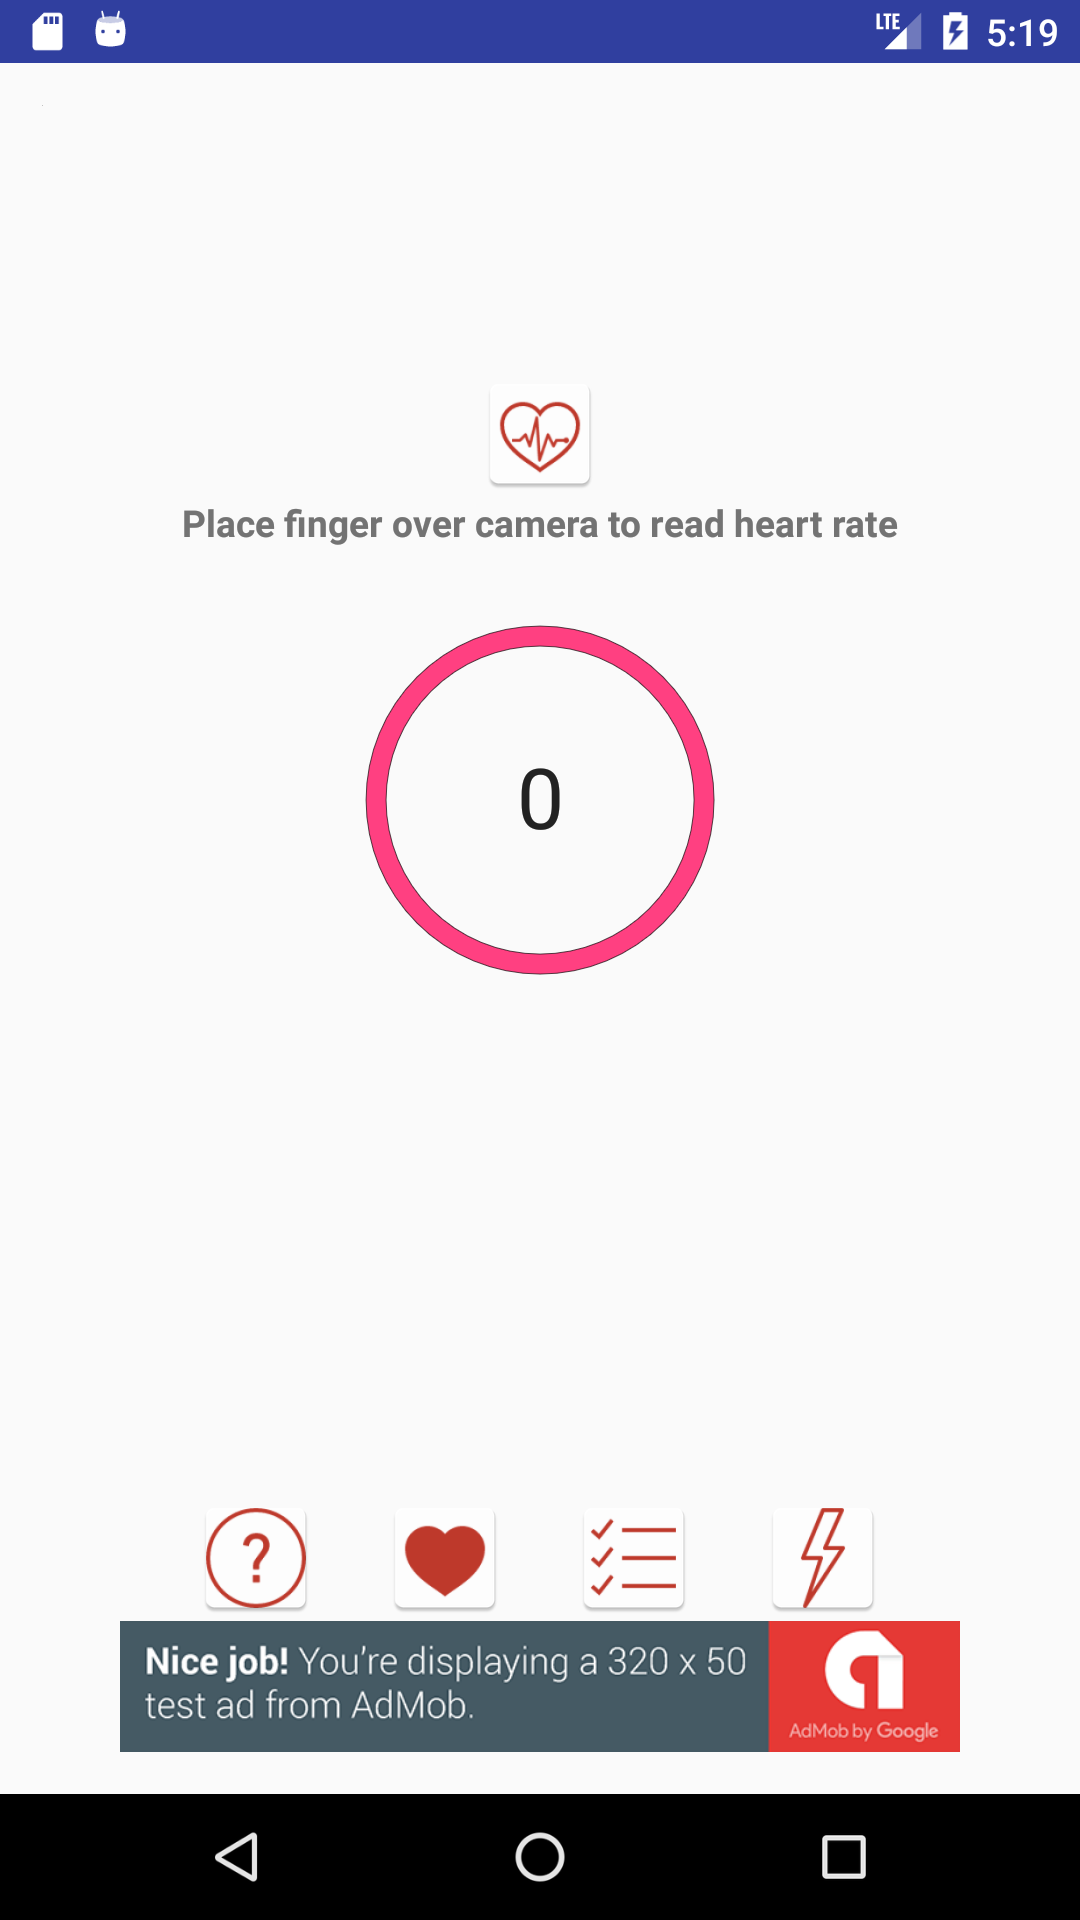 LTE 5:19
Place finger over camera to read heart rate
0
?
Nice job! You're displaying a 320 x 50
test ad from AdMob.
AdMob by Google